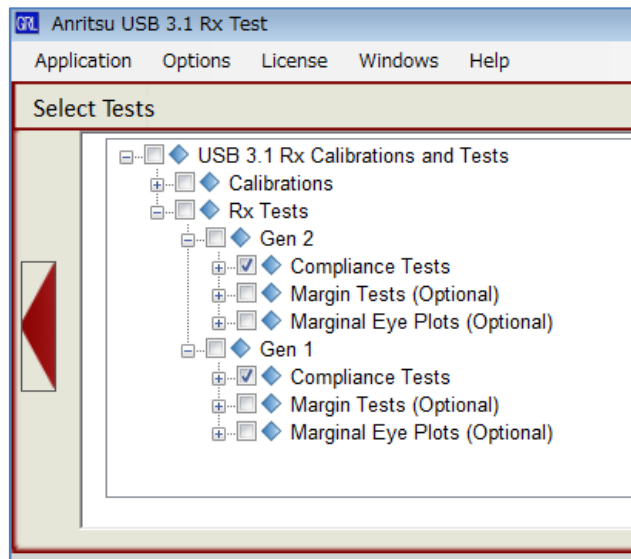 GRL Anritsu USB 3.1 Rx Test
Application Options License Windows Help
Select Tests
USB 3.1 Rx Calibrations and Tests
Calibrations
Rx Tests
Gen 2
Compliance Tests
Margin Tests (Optional)
Marginal Eye Plots (Optional)
Gen 1
Compliance Tests
Margin Tests (Optional)
Marginal Eye Plots (Optional)